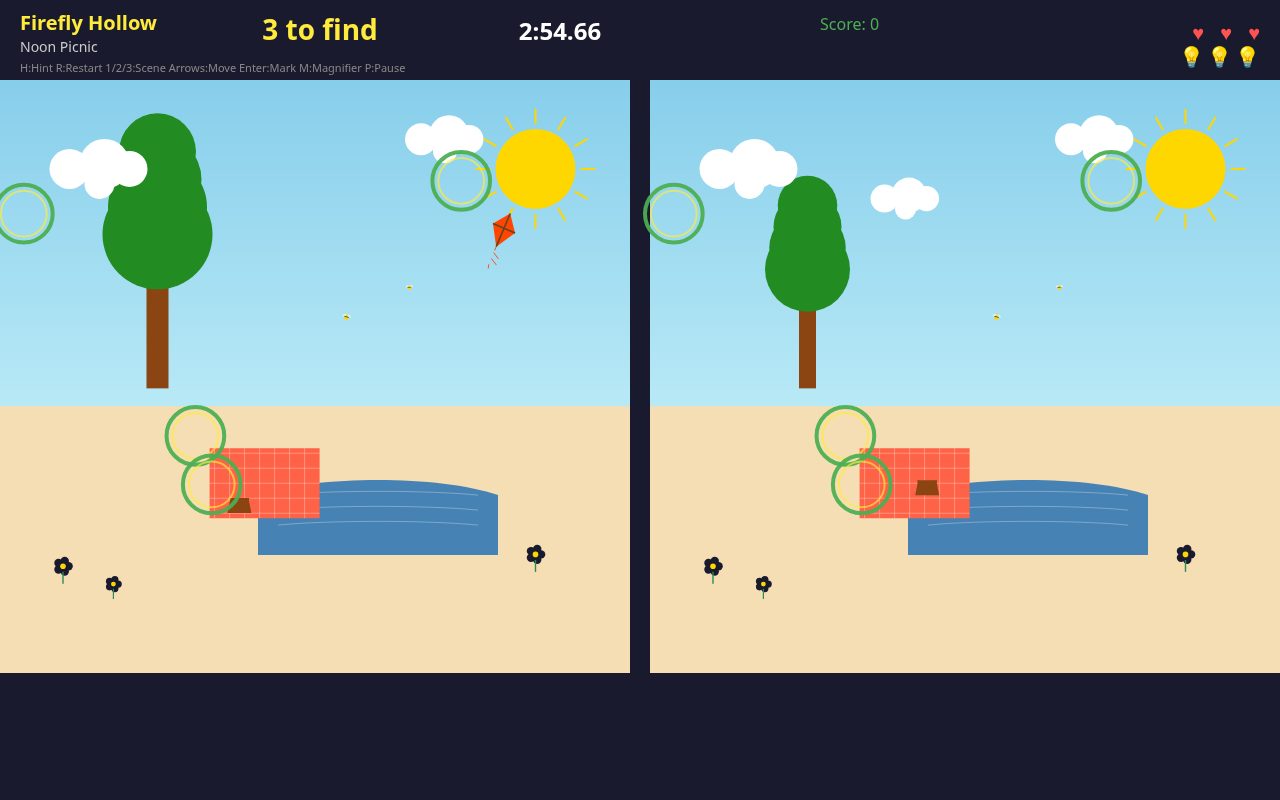 Firefly Hollow
Noon Picnic
H:Hint R:Restart 1/2/3:Scene Arrows:Move Enter:Mark M:Magnifier P:Pause
3 to find
2:54.66
Score: 0